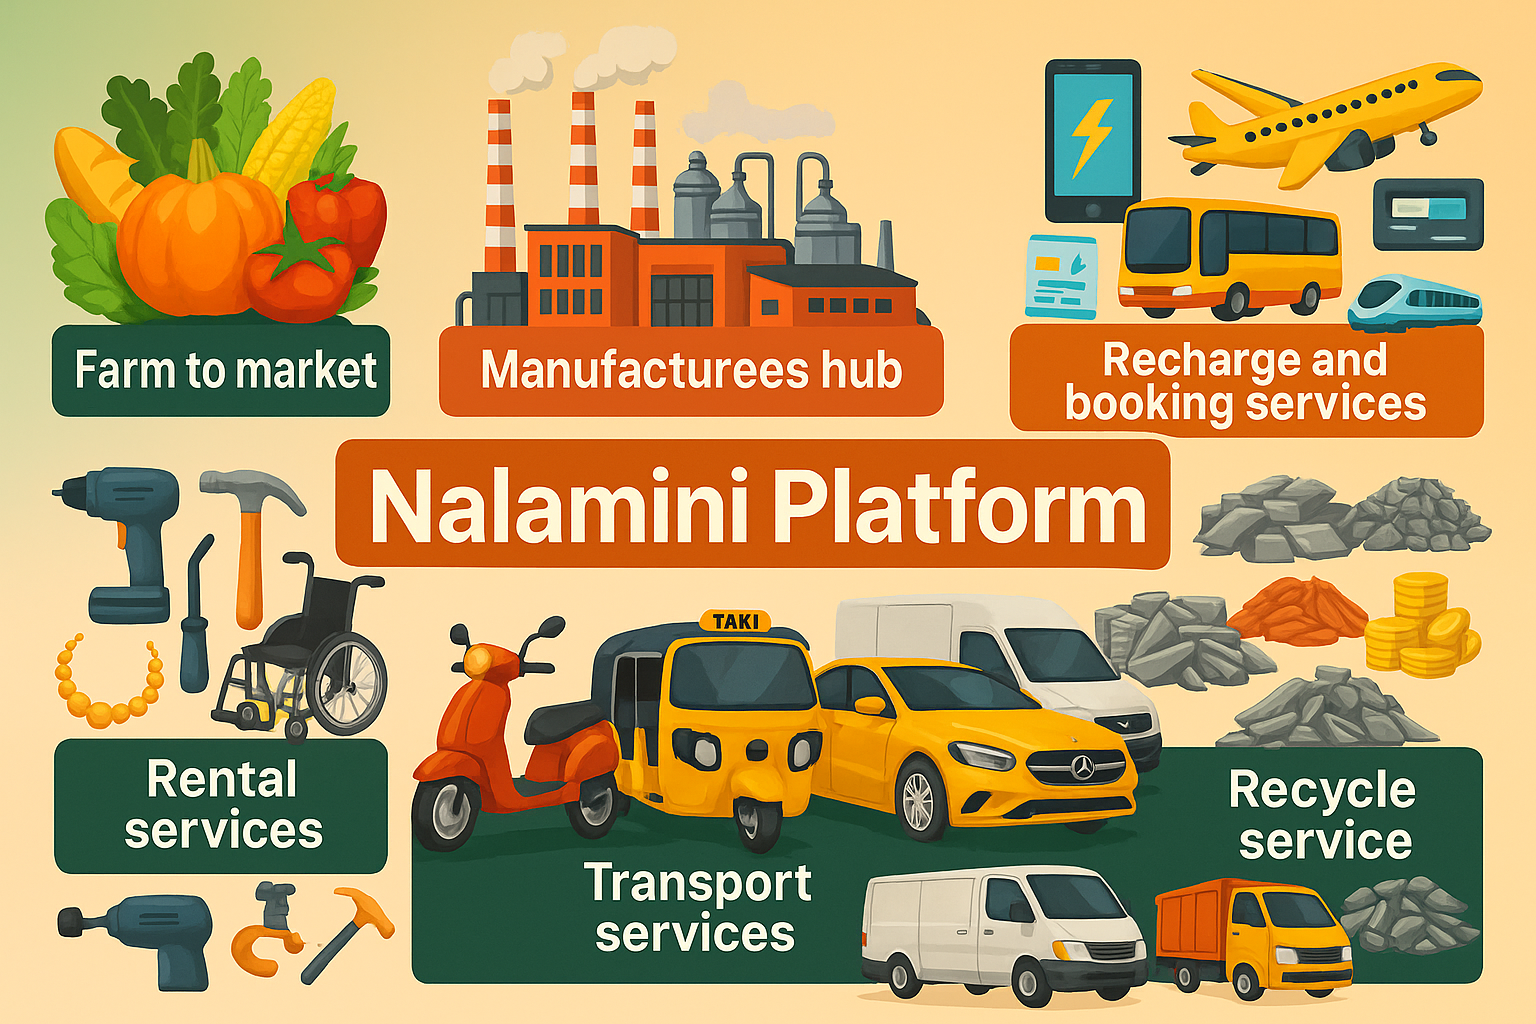 Farm to market
Manufacturees hub
Recharge and
booking services
Nalamini Platform
TAKI
Rental
services
Transport
services
Recycle
service